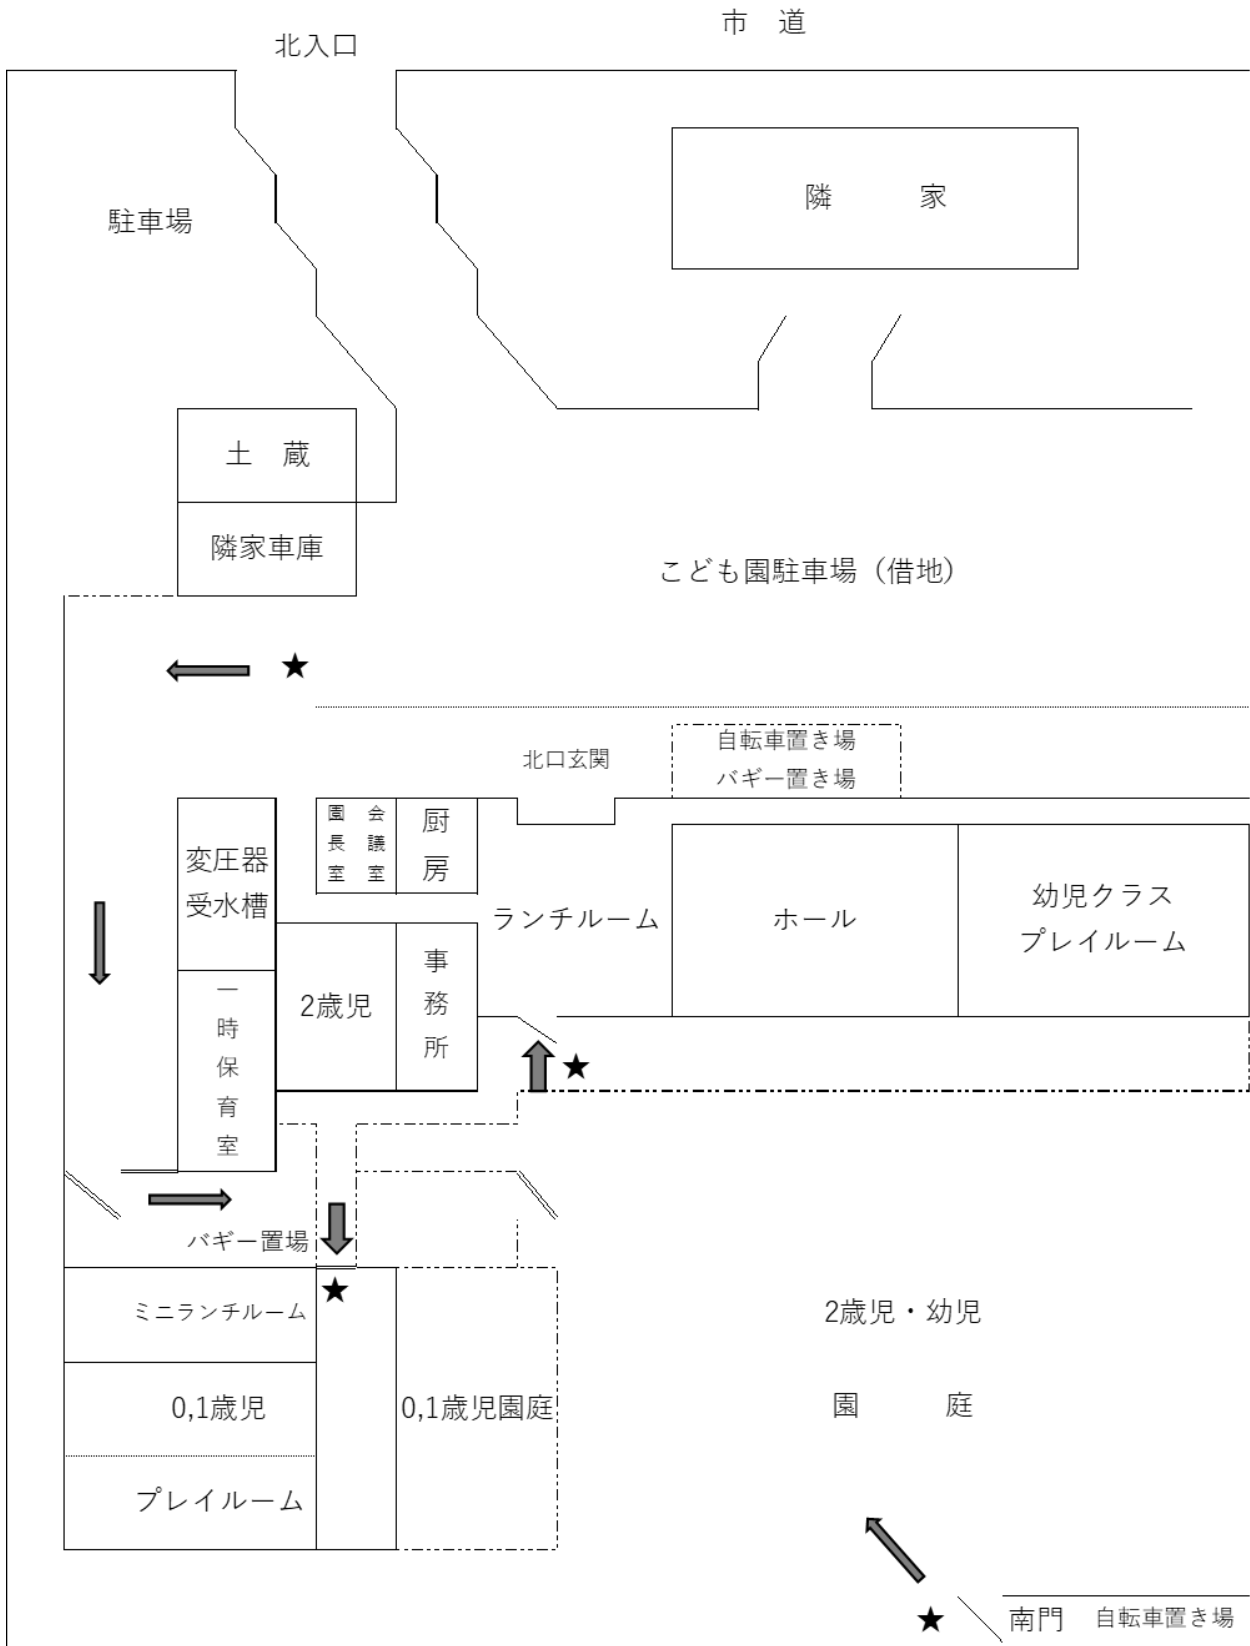 市　道
北入口
隣　　家
駐車場
土　蔵
隣家車庫
こども園駐車場（借地）
★
自転車置き場
バギー置き場
北口玄関
園長室
会議室
厨房
変圧器
受水槽
ランチルーム
ホール
幼児クラス
プレイルーム
一時保育室
2歳児
事務所
★
バギー置場
★
ミニランチルーム
0,1歳児
プレイルーム
0,1歳児園庭
2歳児・幼児
園　　庭
★
南門
自転車置き場